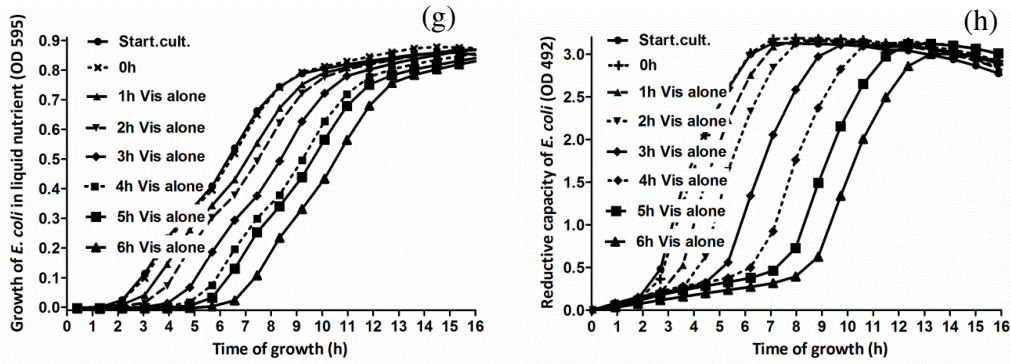 (g)
Growth of E. coli in liquid nutrient (OD 595)
0.9
0.8
0.7
0.6
0.5
0.4
0.3
0.2
0.1
0.0
Start.cult.
0h
1h Vis alone
2h Vis alone
3h Vis alone
4h Vis alone
5h Vis alone
6h Vis alone
0 1 2 3 4 5 6 7 8 9 10 11 12 13 14 15 16
Time of growth (h)
(h)
Reductive capacity of E. coli (OD 492)
3.0
2.5
2.0
1.5
1.0
0.5
0.0
Start.cult.
0h
1h Vis alone
2h Vis alone
3h Vis alone
4h Vis alone
5h Vis alone
6h Vis alone
0 1 2 3 4 5 6 7 8 9 10 11 12 13 14 15 16
Time of growth (h)